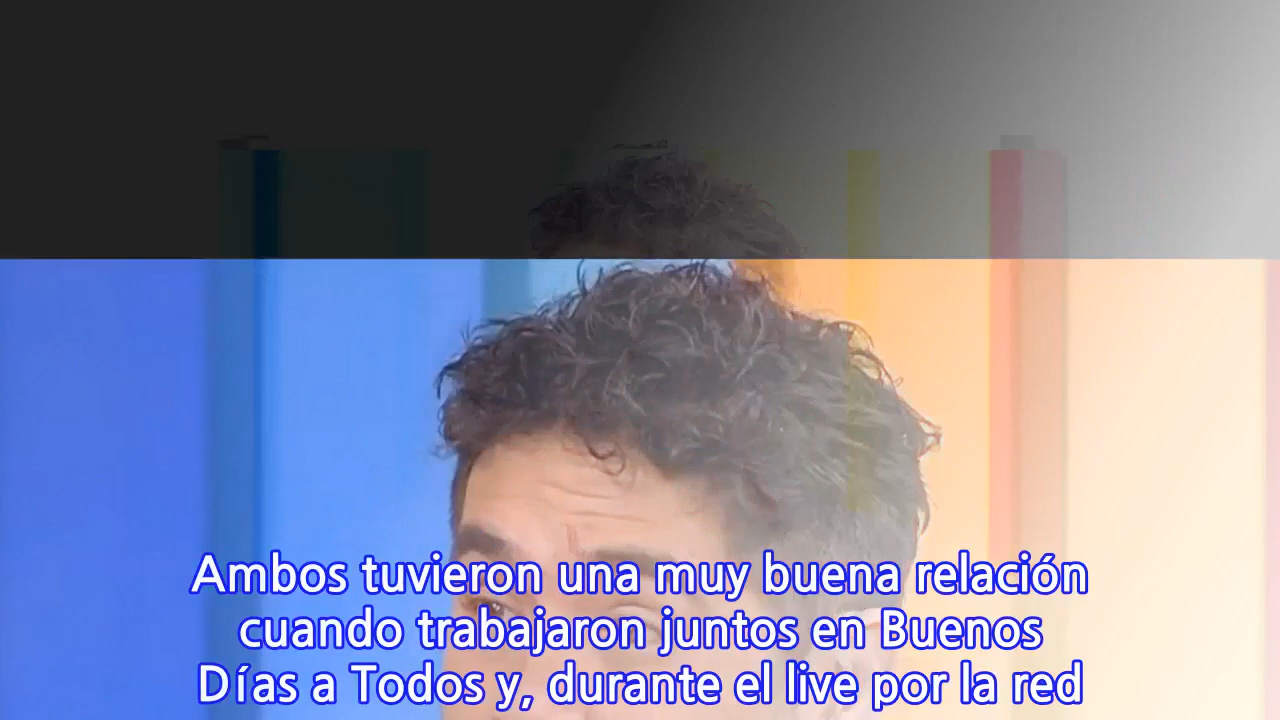 Ambos tuvieron una muy buena relación
cuando trabajaron juntos en Buenos
Días a Todos y, durante el live por la red